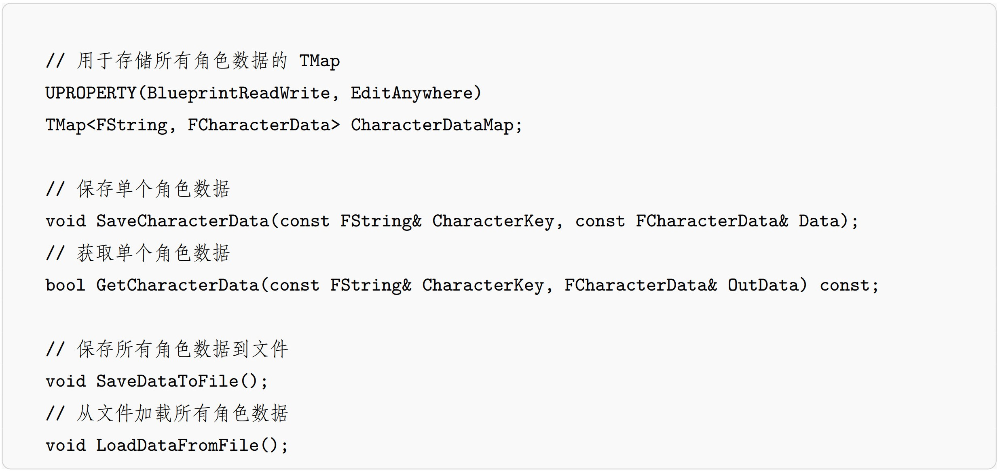 // 用于存储所有角色数据的 TMap
UPROPERTY(BlueprintReadWrite, EditAnywhere)
TMap<FString, FCharacterData> CharacterDataMap;
// 保存单个角色数据
void SaveCharacterData(const FString& CharacterKey, const FCharacterData& Data);
// 获取单个角色数据
bool GetCharacterData(const FString& CharacterKey, FCharacterData& OutData) const;
// 保存所有角色数据到文件
void SaveDataToFile();
// 从文件加载所有角色数据
void LoadDataFromFile();